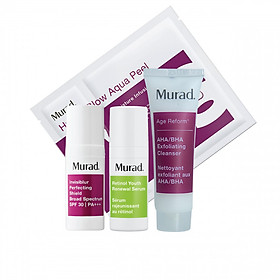 Glow Aqua Peel
Murad.
Invisiblur
Perfecting
Shield
Broad Spectrum
SPF 30 | PA+++
Murad.
Retinol Youth
Renewal Serum
Sérum
rajeunissant
au rétinol
Murad.
Age Reform
AHA/BHA
Exfoliating
Cleanser
Nettoyant
exfoliant aux
AHA/BHA